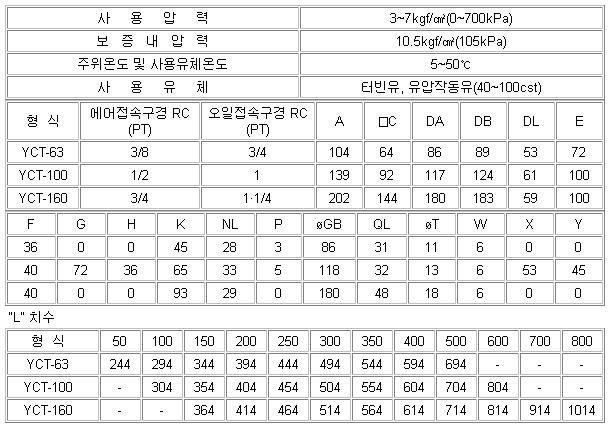 사 용 압 력 3~7kgf/㎠(0~700kPa)
보 증 내 압 력 10.5kgf/㎠(105kPa)
주위온도 및 사용유체온도 5~50℃
사 용 유 체 터빈유, 유압작동유(40~100cst)
형 식 에어접속구경 RC (PT) 오일접속구경 RC (PT) A □C DA DB DL E
YCT-63 3/8 3/4 104 64 86 89 53 72
YCT-100 1/2 1 139 92 117 124 61 100
YCT-160 3/4 1·1/4 202 144 180 183 59 100
F G H K NL P øGB QL øT W X Y
36 0 0 45 28 3 86 31 11 6 0 0
40 72 36 65 33 5 118 32 13 6 53 45
40 0 0 93 29 0 180 48 18 6 0 0
"L" 치수
형 식 50 100 150 200 250 300 350 400 500 600 700 800
YCT-63 244 294 344 394 444 494 544 594 694 - - -
YCT-100 - 304 354 404 454 504 554 604 704 804 - -
YCT-160 - - 364 414 464 514 564 614 714 814 914 1014